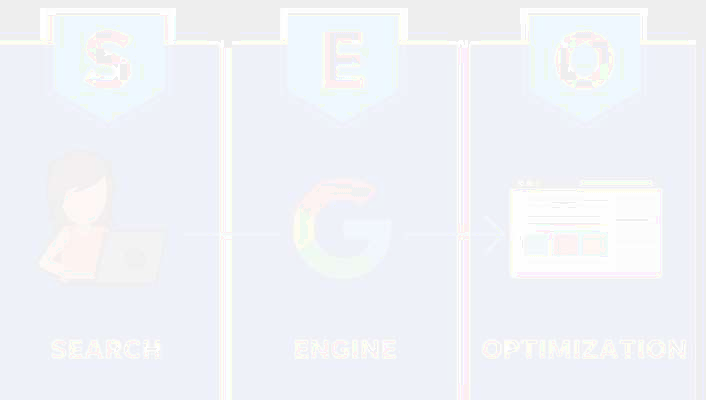 S E O
SEARCH ENGINE OPTIMIZATION